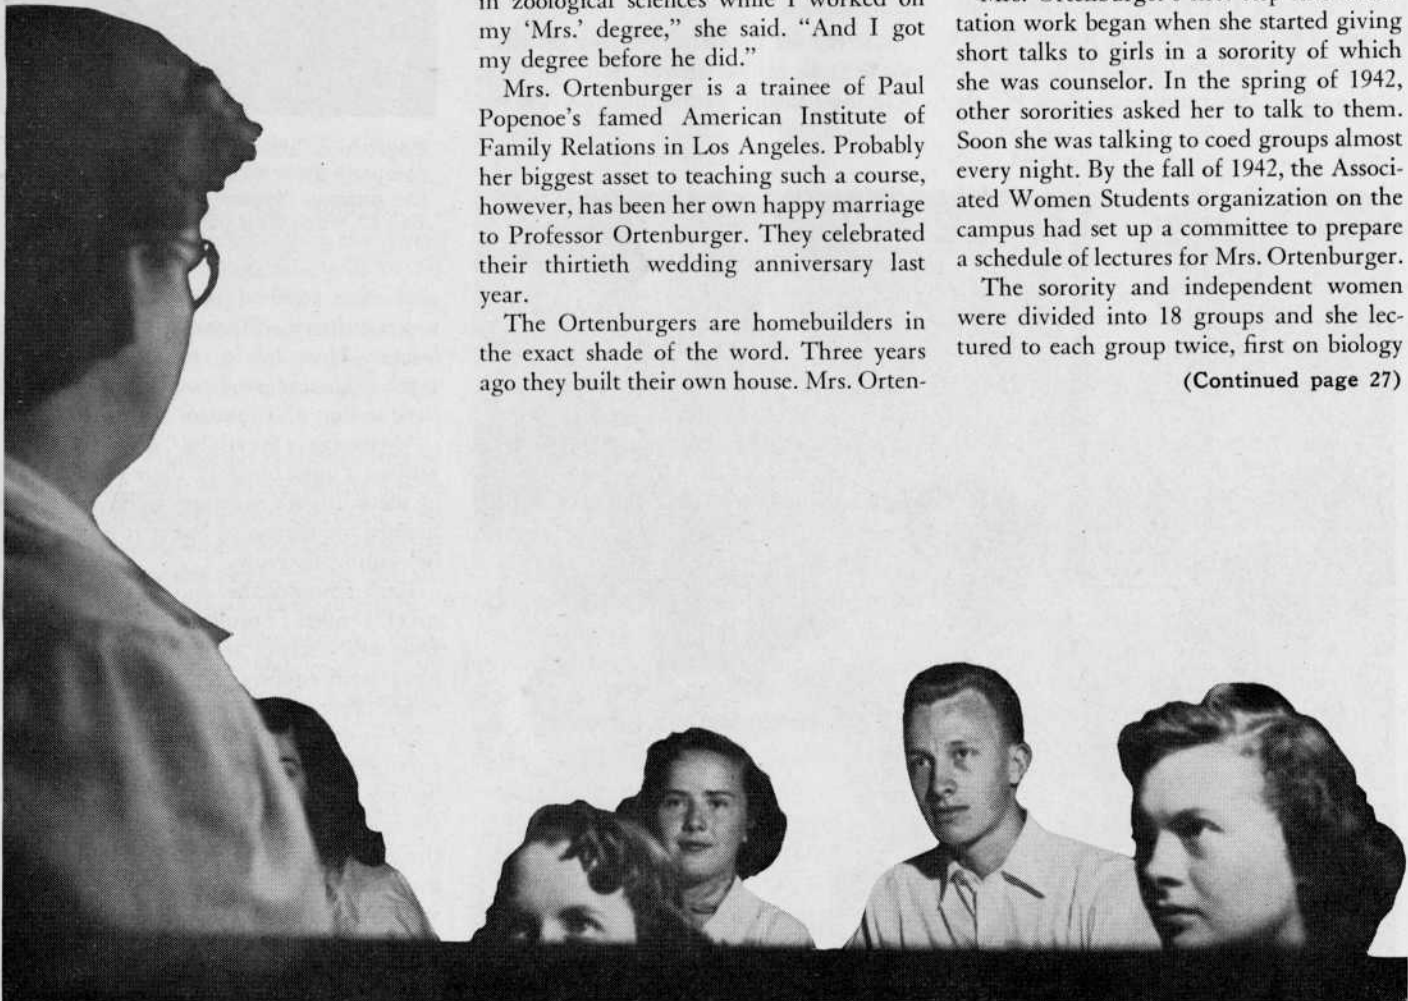 in zoological sciences while I worked on
my ‘Mrs.’ degree,” she said. “And I got
my degree before he did.”
Mrs. Ortenburger is a trainee of Paul
Popenoe’s famed American Institute of
Family Relations in Los Angeles. Probably
her biggest asset to teaching such a course,
however, has been her own happy marriage
to Professor Ortenburger. They celebrated
their thirtieth wedding anniversary last
year.
The Ortenburgers are homebuilders in
the exact shade of the word. Three years
ago they built their own house. Mrs. Orten-
tation work began when she started giving
short talks to girls in a sorority of which
she was counselor. In the spring of 1942,
other sororities asked her to talk to them.
Soon she was talking to coed groups almost
every night. By the fall of 1942, the Associ-
ated Women Students organization on the
campus had set up a committee to prepare
a schedule of lectures for Mrs. Ortenburger.
The sorority and independent women
were divided into 18 groups and she lec-
tured to each group twice, first on biology
(Continued page 27)